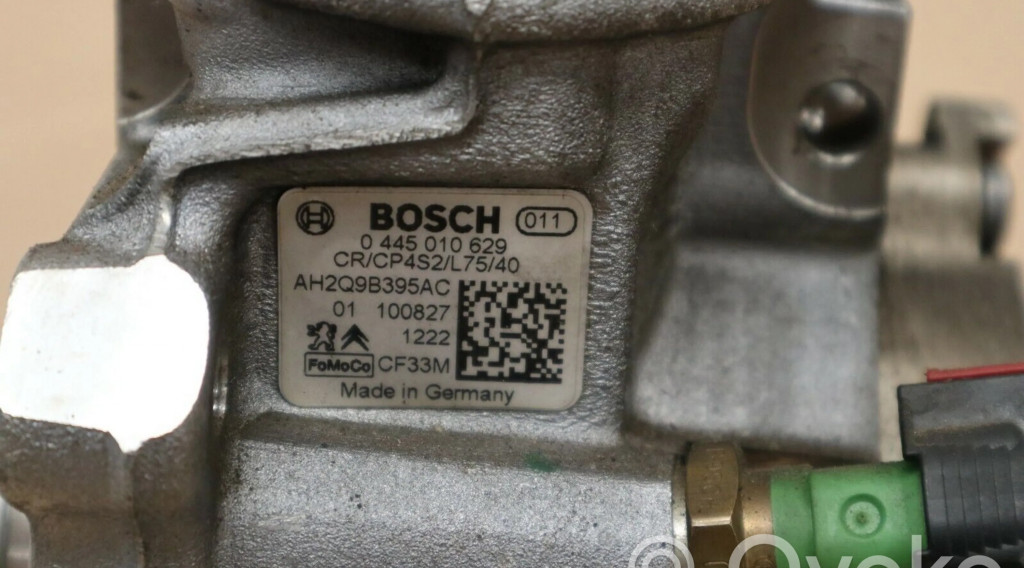 BOSCH 011
0 445 010 629
CR/CP4S2/L75/40
AH2Q9B395AC
01 100827
1222
FoMoCo CF33M
Made in Germany
Ovoko